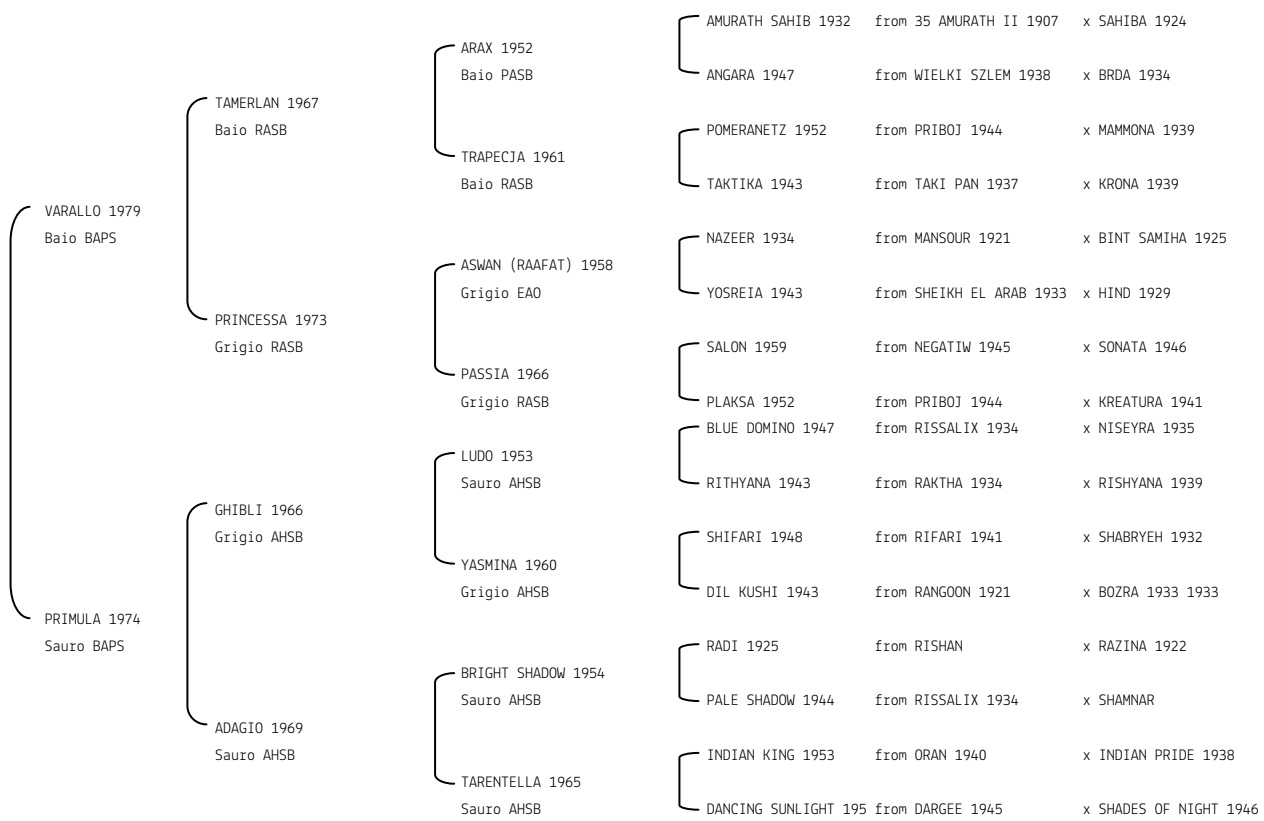 AMURATH SAHIB 1932 from 35 AMURATH II 1907 x SAHIBA 1924
ARAX 1952
Baio PASB
ANGARA 1947 from WIELKI SZLEM 1938 x BRDA 1934
TAMERLAN 1967
Baio RASB
POMERANETZ 1952 from PRIBOJ 1944 x MAMMONA 1939
TRAPECJA 1961
Baio RASB
TAKTIKA 1943 from TAKI PAN 1937 x KRONA 1939
VARALLO 1979
Baio BAPS
NAZEER 1934 from MANSOUR 1921 x BINT SAMIHA 1925
ASWAN (RAAFAT) 1958
Grigio EAO
YOSREIA 1943 from SHEIKH EL ARAB 1933 x HIND 1929
PRINCESSA 1973
Grigio RASB
SALON 1959 from NEGATIW 1945 x SONATA 1946
PASSIA 1966
Grigio RASB
PLAKSA 1952 from PRIBOJ 1944 x KREATURA 1941
BLUE DOMINO 1947 from RISSALIX 1934 x NISEYRA 1935
LUDO 1953
Sauro AHSB
RITHYANA 1943 from RAKTHA 1934 x RISHYANA 1939
GHIBLI 1966
Grigio AHSB
SHIFARI 1948 from RIFARI 1941 x SHABRYEH 1932
YASMINA 1960
Grigio AHSB
DIL KUSHI 1943 from RANGOON 1921 x BOZRA 1933 1933
PRIMULA 1974
Sauro BAPS
RADI 1925 from RISHAN x RAZINA 1922
BRIGHT SHADOW 1954
Sauro AHSB
PALE SHADOW 1944 from RISSALIX 1934 x SHAMNAR
ADAGIO 1969
Sauro AHSB
INDIAN KING 1953 from ORAN 1940 x INDIAN PRIDE 1938
TARENTELLA 1965
Sauro AHSB
DANCING SUNLIGHT 195 from DARGEE 1945 x SHADES OF NIGHT 1946